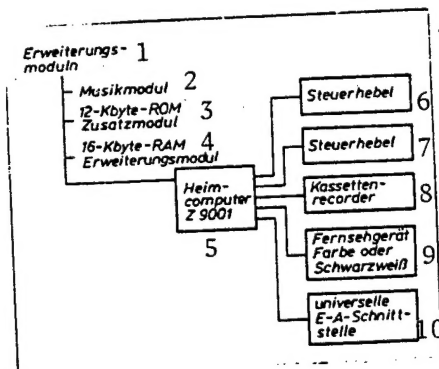 Erweiterungs- 1
moduln
Musikmodul 2
12-Kbyte-ROM 3
Zusatzmodul
16-Kbyte-RAM 4
Erweiterungsmodul
Heim-
computer
Z 9001
5
Steuerhebel 6
Steuerhebel 7
Kassetten- 8
recorder
Fernsehgerät
Farbe oder 9
Schwarzweiß
universelle
E-A-Schnitt-
stelle 10